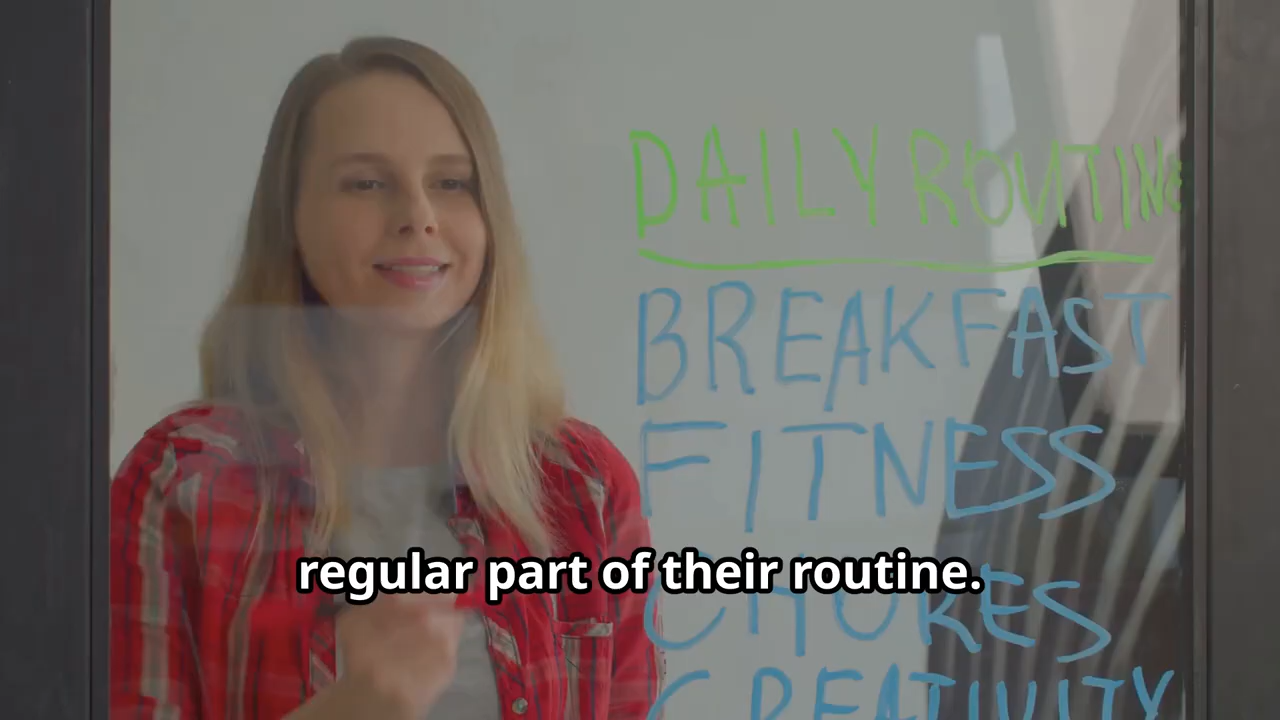 DAILY ROUTINE
BREAKFAST
FITNESS
CHORES
CREATIVITY
regular part of their routine.